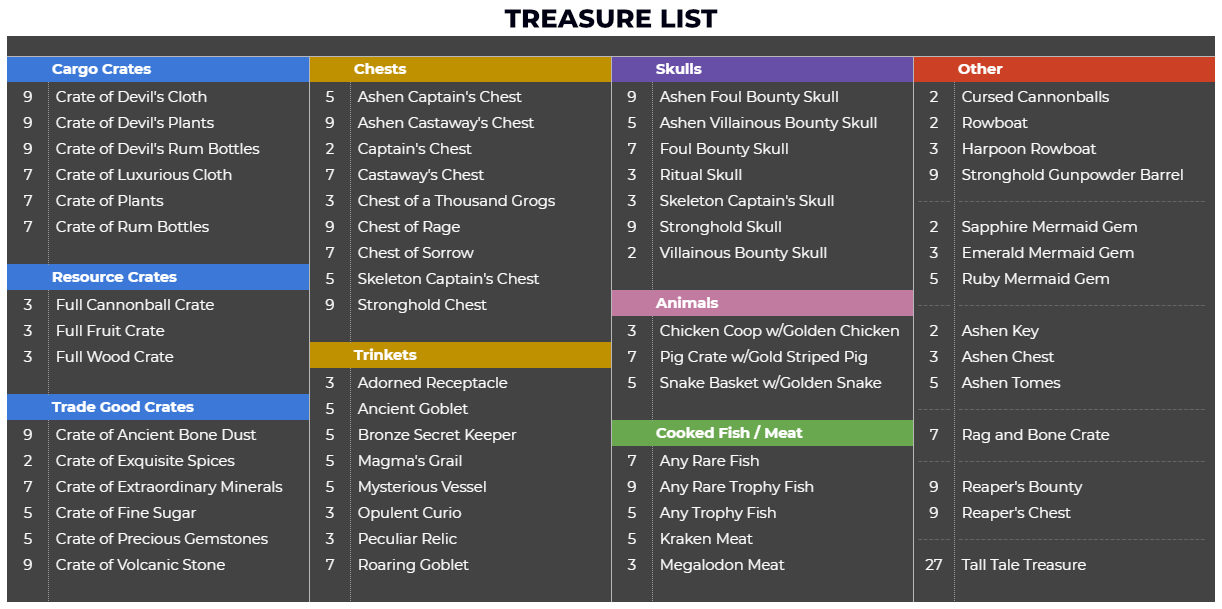 TREASURE LIST
Cargo Crates
9 Crate of Devil's Cloth
9 Crate of Devil's Plants
9 Crate of Devil's Rum Bottles
7 Crate of Luxurious Cloth
7 Crate of Plants
7 Crate of Rum Bottles
Resource Crates
3 Full Cannonball Crate
3 Full Fruit Crate
3 Full Wood Crate
Trade Good Crates
9 Crate of Ancient Bone Dust
2 Crate of Exquisite Spices
7 Crate of Extraordinary Minerals
5 Crate of Fine Sugar
5 Crate of Precious Gemstones
9 Crate of Volcanic Stone
Chests
5 Ashen Captain's Chest
9 Ashen Castaway's Chest
2 Captain's Chest
7 Castaway's Chest
3 Chest of a Thousand Grogs
9 Chest of Rage
7 Chest of Sorrow
5 Skeleton Captain's Chest
9 Stronghold Chest
Trinkets
3 Adorned Receptacle
5 Ancient Goblet
5 Bronze Secret Keeper
5 Magma's Grail
5 Mysterious Vessel
3 Opulent Curio
3 Peculiar Relic
7 Roaring Goblet
Skulls
9 Ashen Foul Bounty Skull
5 Ashen Villainous Bounty Skull
7 Foul Bounty Skull
3 Ritual Skull
3 Skeleton Captain's Skull
9 Stronghold Skull
2 Villainous Bounty Skull
Animals
3 Chicken Coop w/Golden Chicken
7 Pig Crate w/Gold Striped Pig
5 Snake Basket w/Golden Snake
Cooked Fish / Meat
7 Any Rare Fish
9 Any Rare Trophy Fish
5 Any Trophy Fish
5 Kraken Meat
3 Megalodon Meat
Other
2 Cursed Cannonballs
2 Rowboat
3 Harpoon Rowboat
9 Stronghold Gunpowder Barrel
2 Sapphire Mermaid Gem
3 Emerald Mermaid Gem
5 Ruby Mermaid Gem
2 Ashen Key
3 Ashen Chest
5 Ashen Tomes
7 Rag and Bone Crate
9 Reaper's Bounty
9 Reaper's Chest
27 Tall Tale Treasure